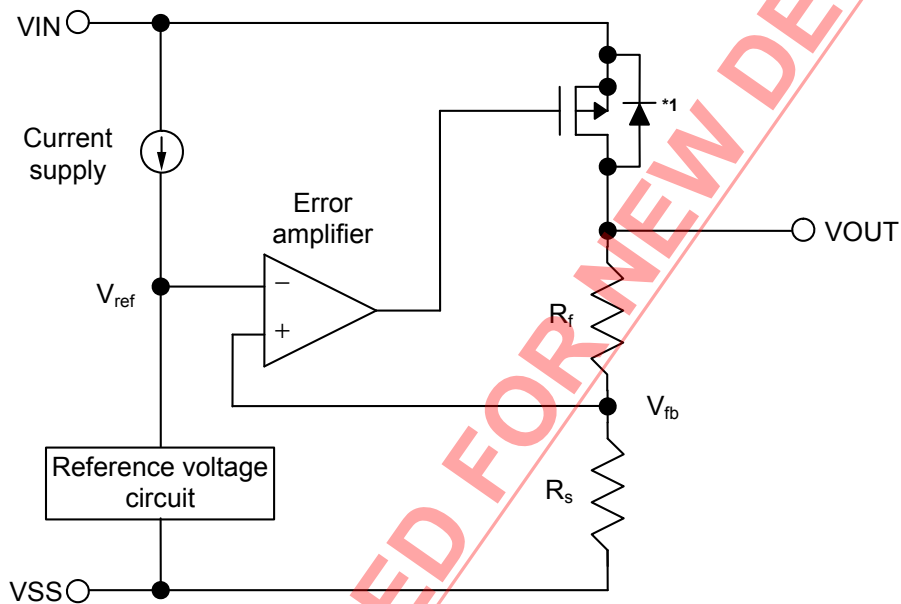 VIN
*1
Current
supply
Error
amplifier
VOUT
Vref
−
+
Rf
Vfb
Reference voltage
circuit
Rs
VSS
ED FOR NEW DE